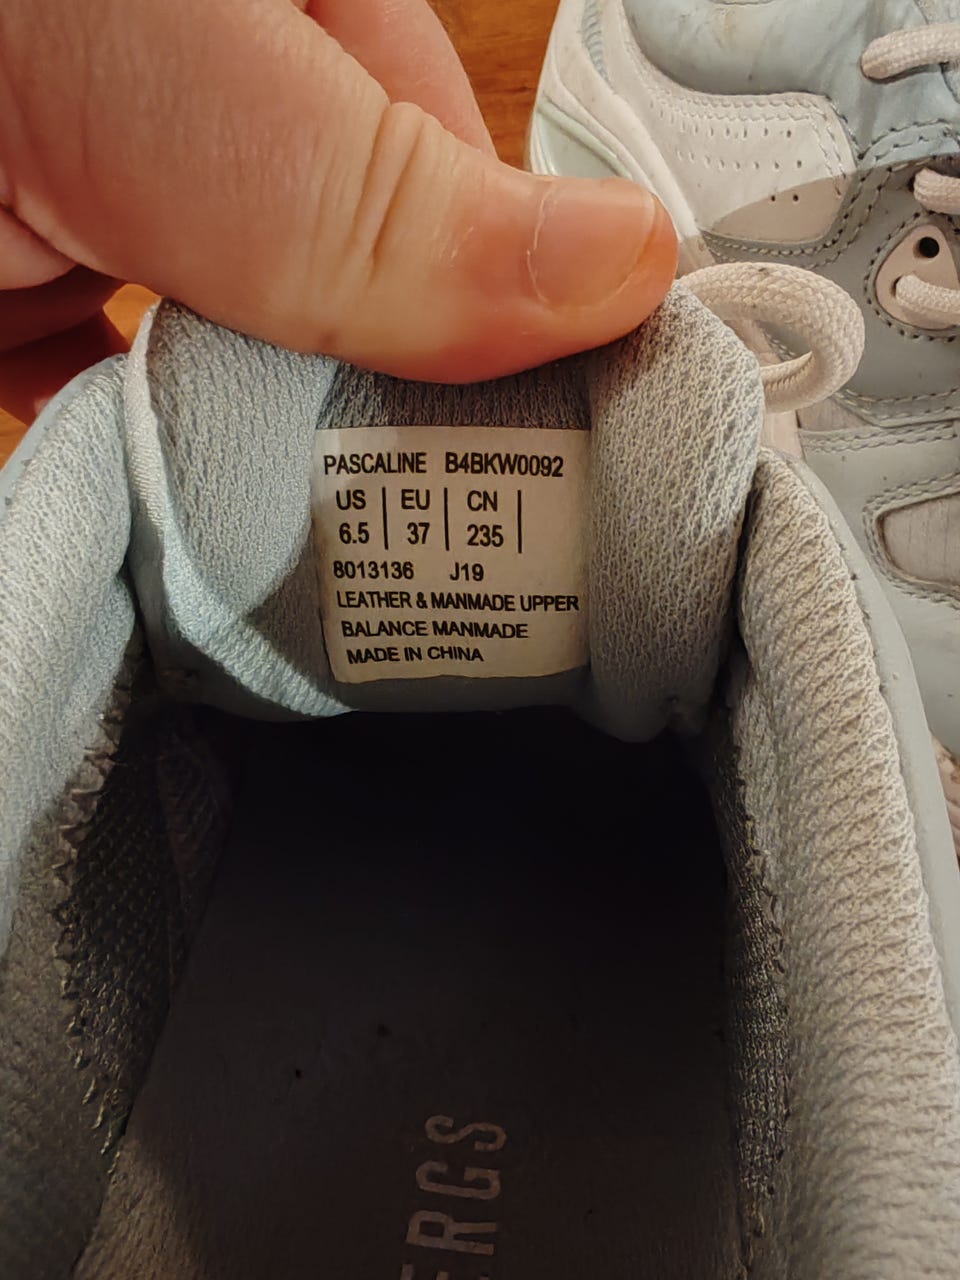 PASCALINE B4BKW0092
US | EU | CN |
6.5 | 37 | 235 |
8013136 J19
LEATHER & MANMADE UPPER
BALANCE MANMADE
MADE IN CHINA
ERGS